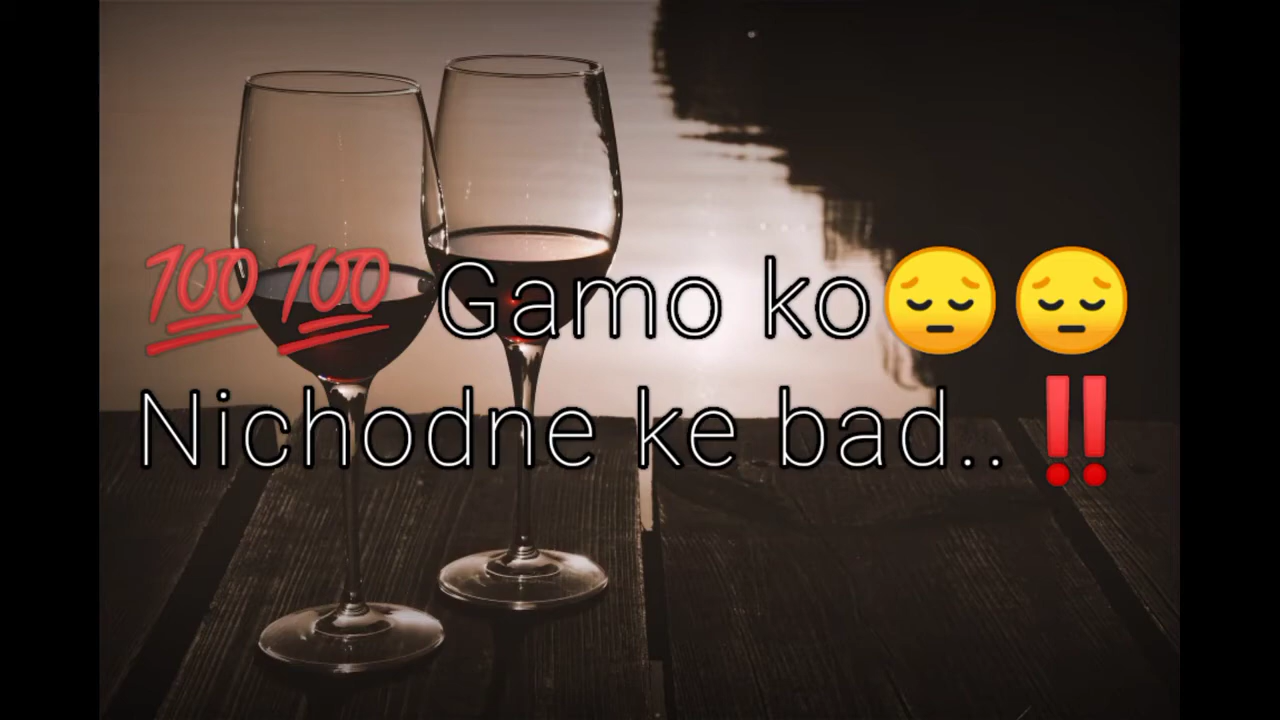 💯💯 Gamo ko😔😔
Nichodne ke bad.. ‼️